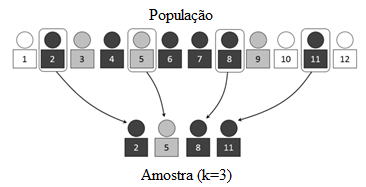 População
1 2 3 4 5 6 7 8 9 10 11 12
2 5 8 11
Amostra (k=3)